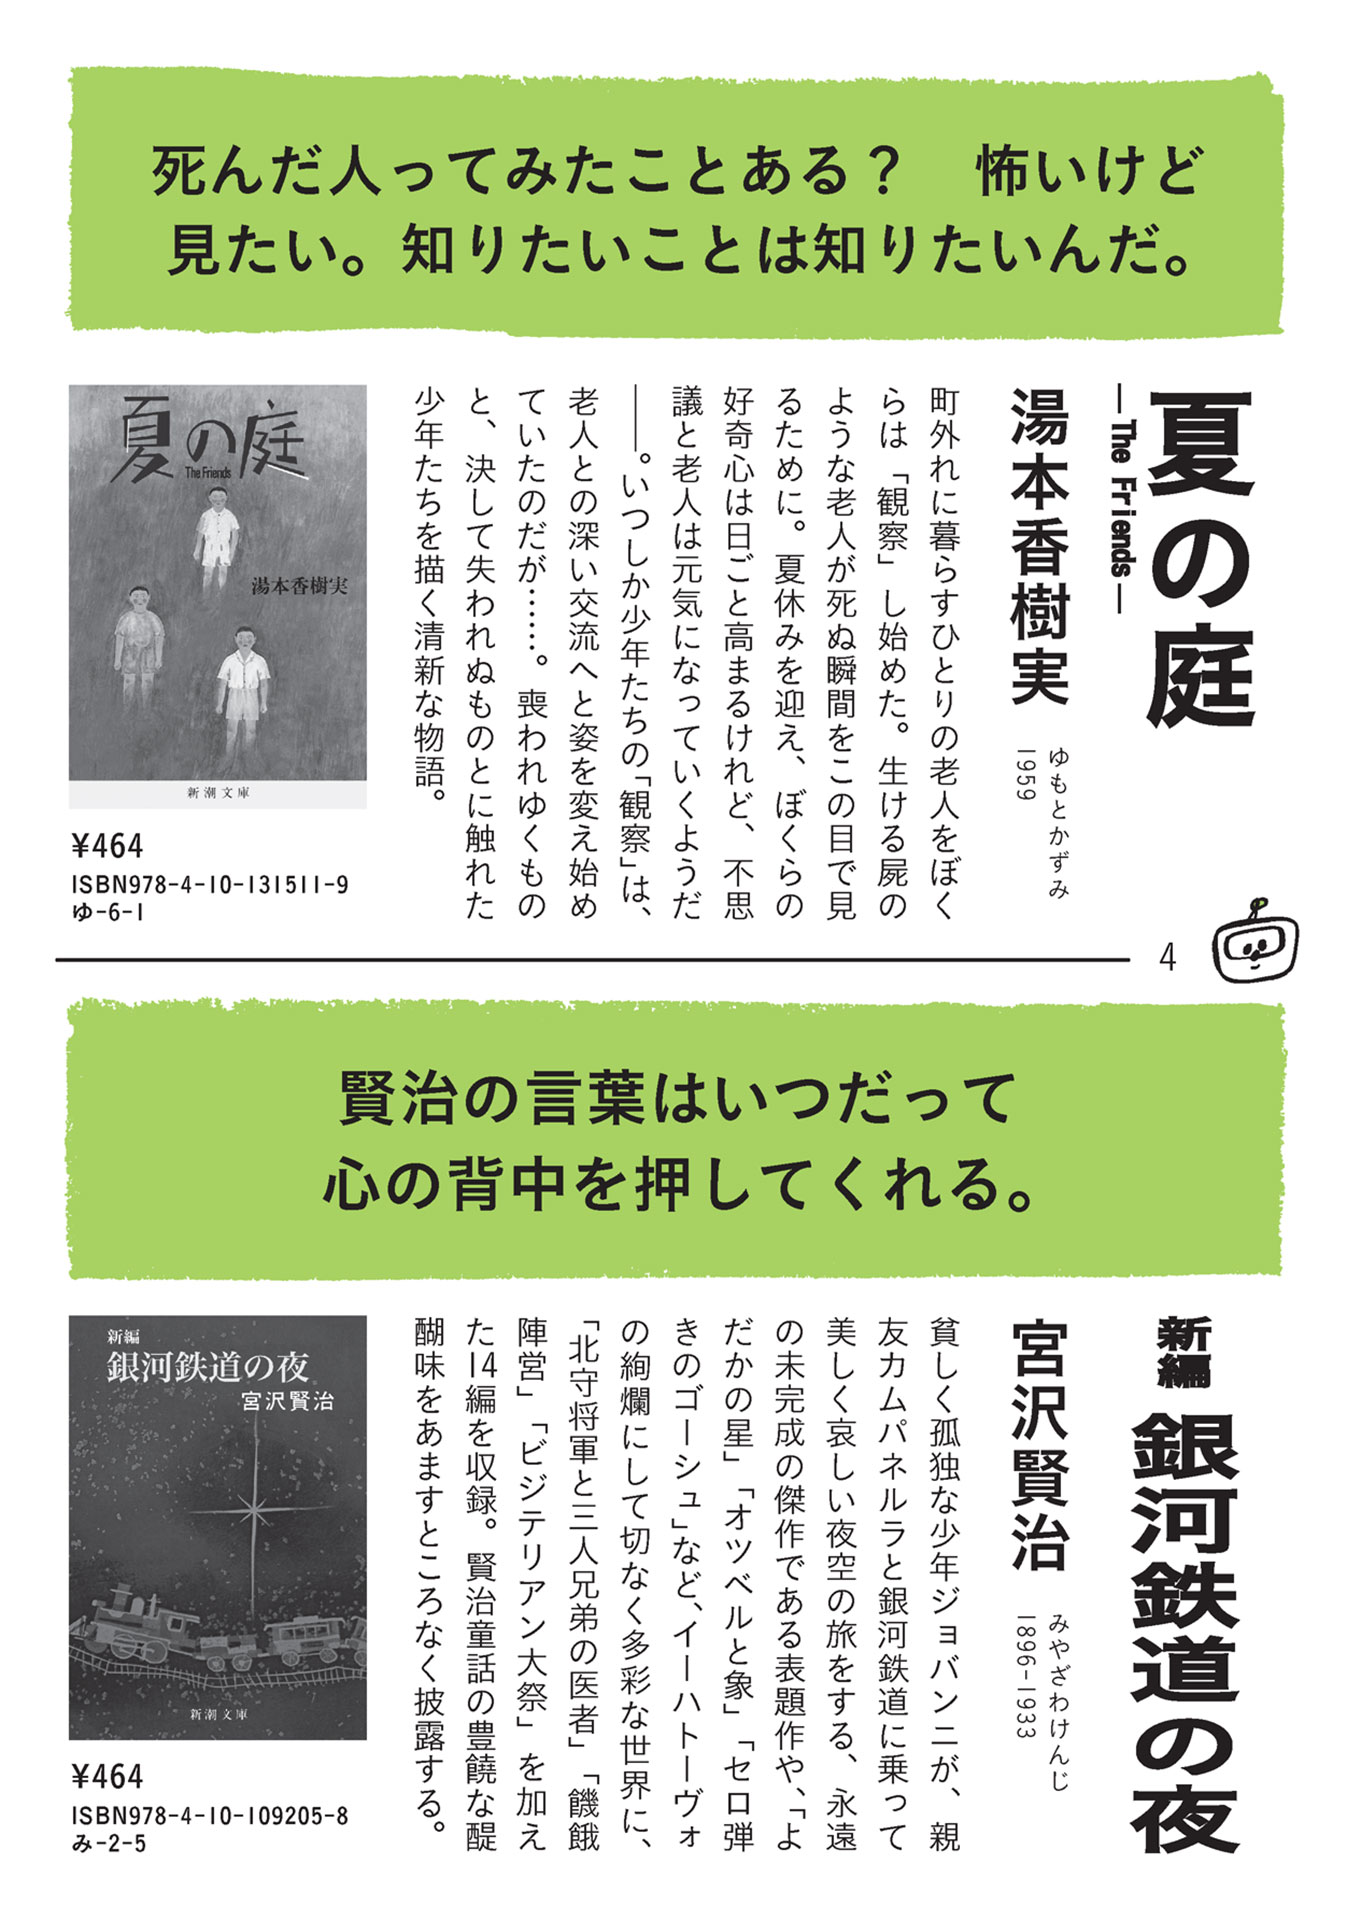 死んだ人ってみたことある？　怖いけど
見たい。知りたいことは知りたいんだ。
夏の庭
―The Friends―
湯本香樹実
ゆもとかずみ
1959
町外れに暮らすひとりの老人をぼく
らは「観察」し始めた。生ける屍の
ような老人が死ぬ瞬間をこの目で見
るために。夏休みを迎え、ぼくらの
好奇心は日ごと高まるけれど、不思
議と老人は元気になっていくようだ
――。いつしか少年たちの「観察」は、
老人との深い交流へと姿を変え始め
ていたのだが……。喪われゆくもの
と、決して失われぬものとに触れた
少年たちを描く清新な物語。
夏の庭
The Friends
湯本香樹実
新潮文庫
¥464
ISBN978-4-10-131511-9
ゆ-6-1
4
賢治の言葉はいつだって
心の背中を押してくれる。
新編 銀河鉄道の夜
宮沢賢治
みやざわけんじ
1896-1933
貧しく孤独な少年ジョバンニが、親
友カムパネルラと銀河鉄道に乗って
美しく哀しい夜空の旅をする、永遠
の未完成の傑作である表題作や、「よ
だかの星」「オツベルと象」「セロ弾
きのゴーシュ」など、イーハトーヴォ
の絢爛にして切なく多彩な世界に、
「北守将軍と三人兄弟の医者」「饑餓
陣営」「ビジテリアン大祭」を加え
た14編を収録。賢治童話の豊饒な醍
醐味をあますところなく披露する。
新編
銀河鉄道の夜
宮沢賢治
新潮文庫
¥464
ISBN978-4-10-109205-8
み-2-5